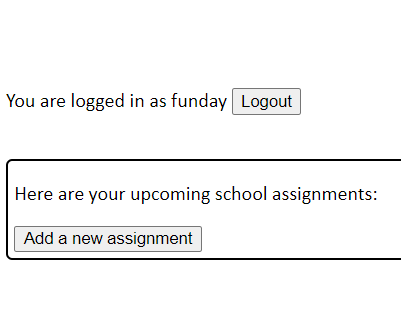 You are logged in as funday Logout
Here are your upcoming school assignments:
Add a new assignment